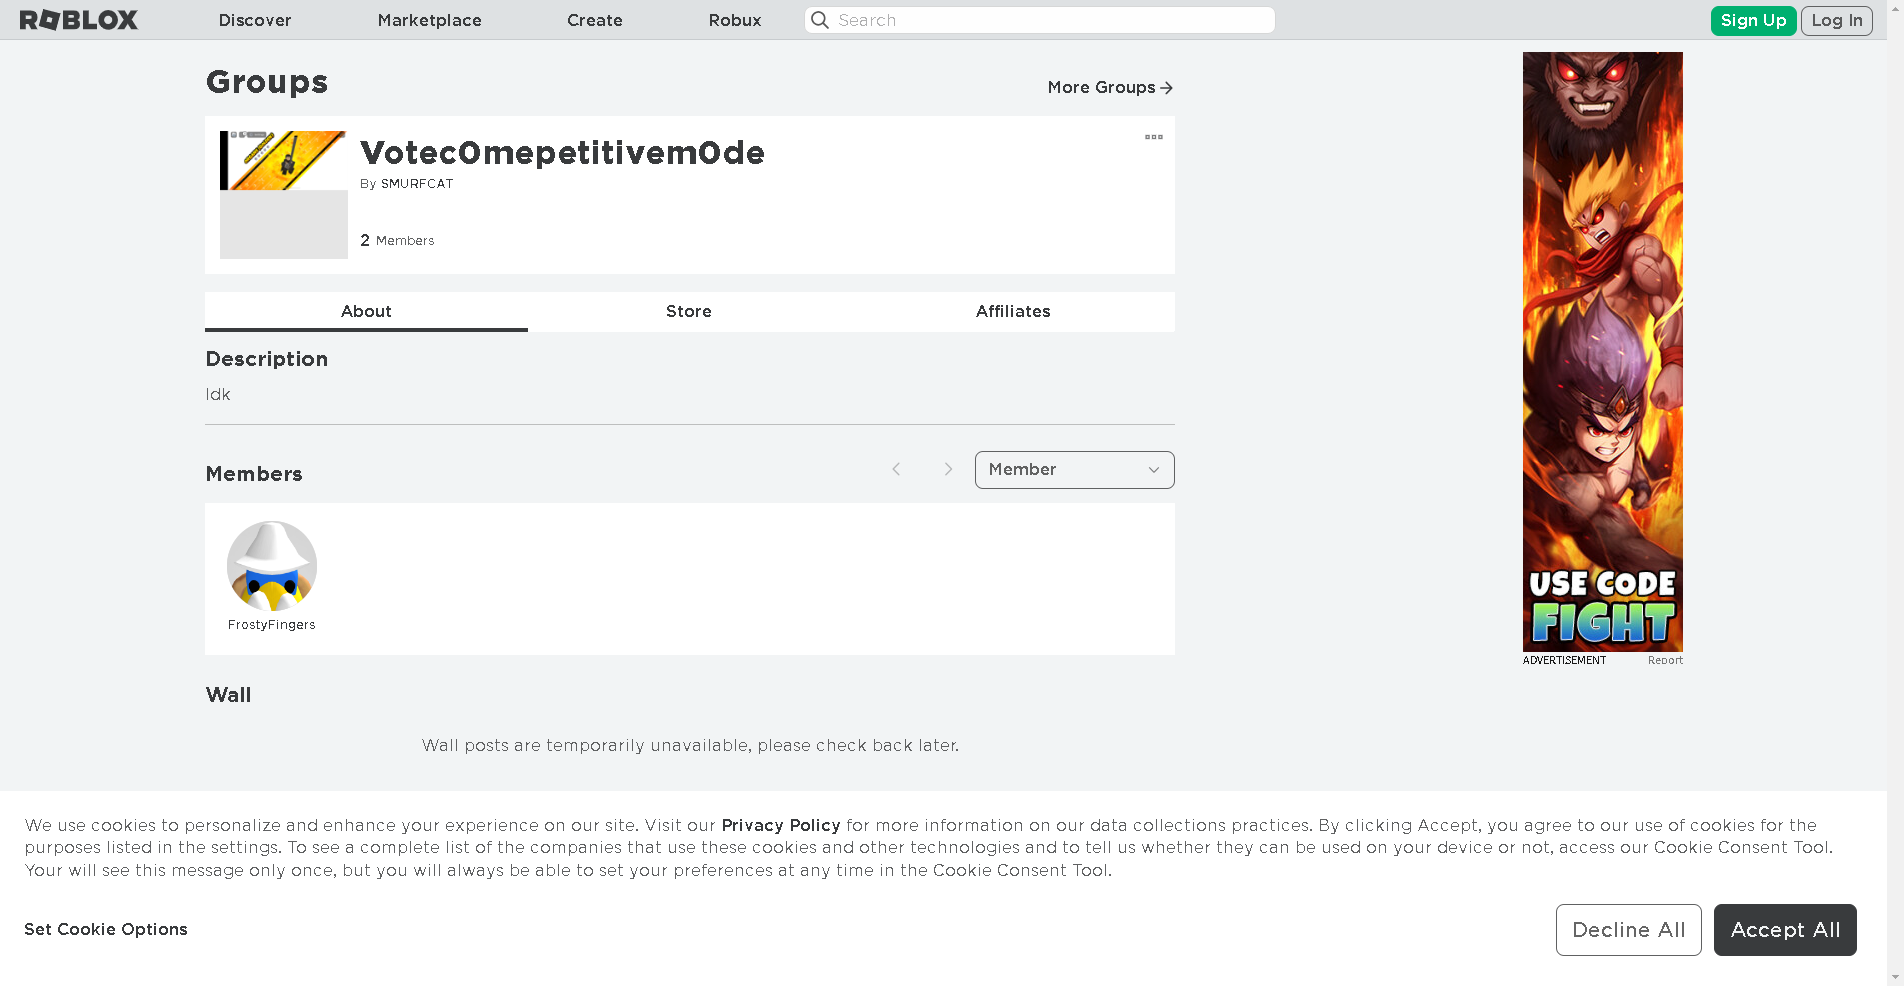 ROBLOX Discover Marketplace Create Robux Search Sign Up Log In
Groups
More Groups
Votec0mepetitivem0de
By SMURFCAT
2 Members
About Store Affiliates
Description
Idk
Members
Member
FrostyFingers
Wall
Wall posts are temporarily unavailable, please check back later.
USE CODE
FIGHT
ADVERTISEMENT Report
We use cookies to personalize and enhance your experience on our site. Visit our Privacy Policy for more information on our data collections practices. By clicking Accept, you agree to our use of cookies for the
purposes listed in the settings. To see a complete list of the companies that use these cookies and other technologies and to tell us whether they can be used on your device or not, access our Cookie Consent Tool.
Your will see this message only once, but you will always be able to set your preferences at any time in the Cookie Consent Tool.
Set Cookie Options
Decline All
Accept All